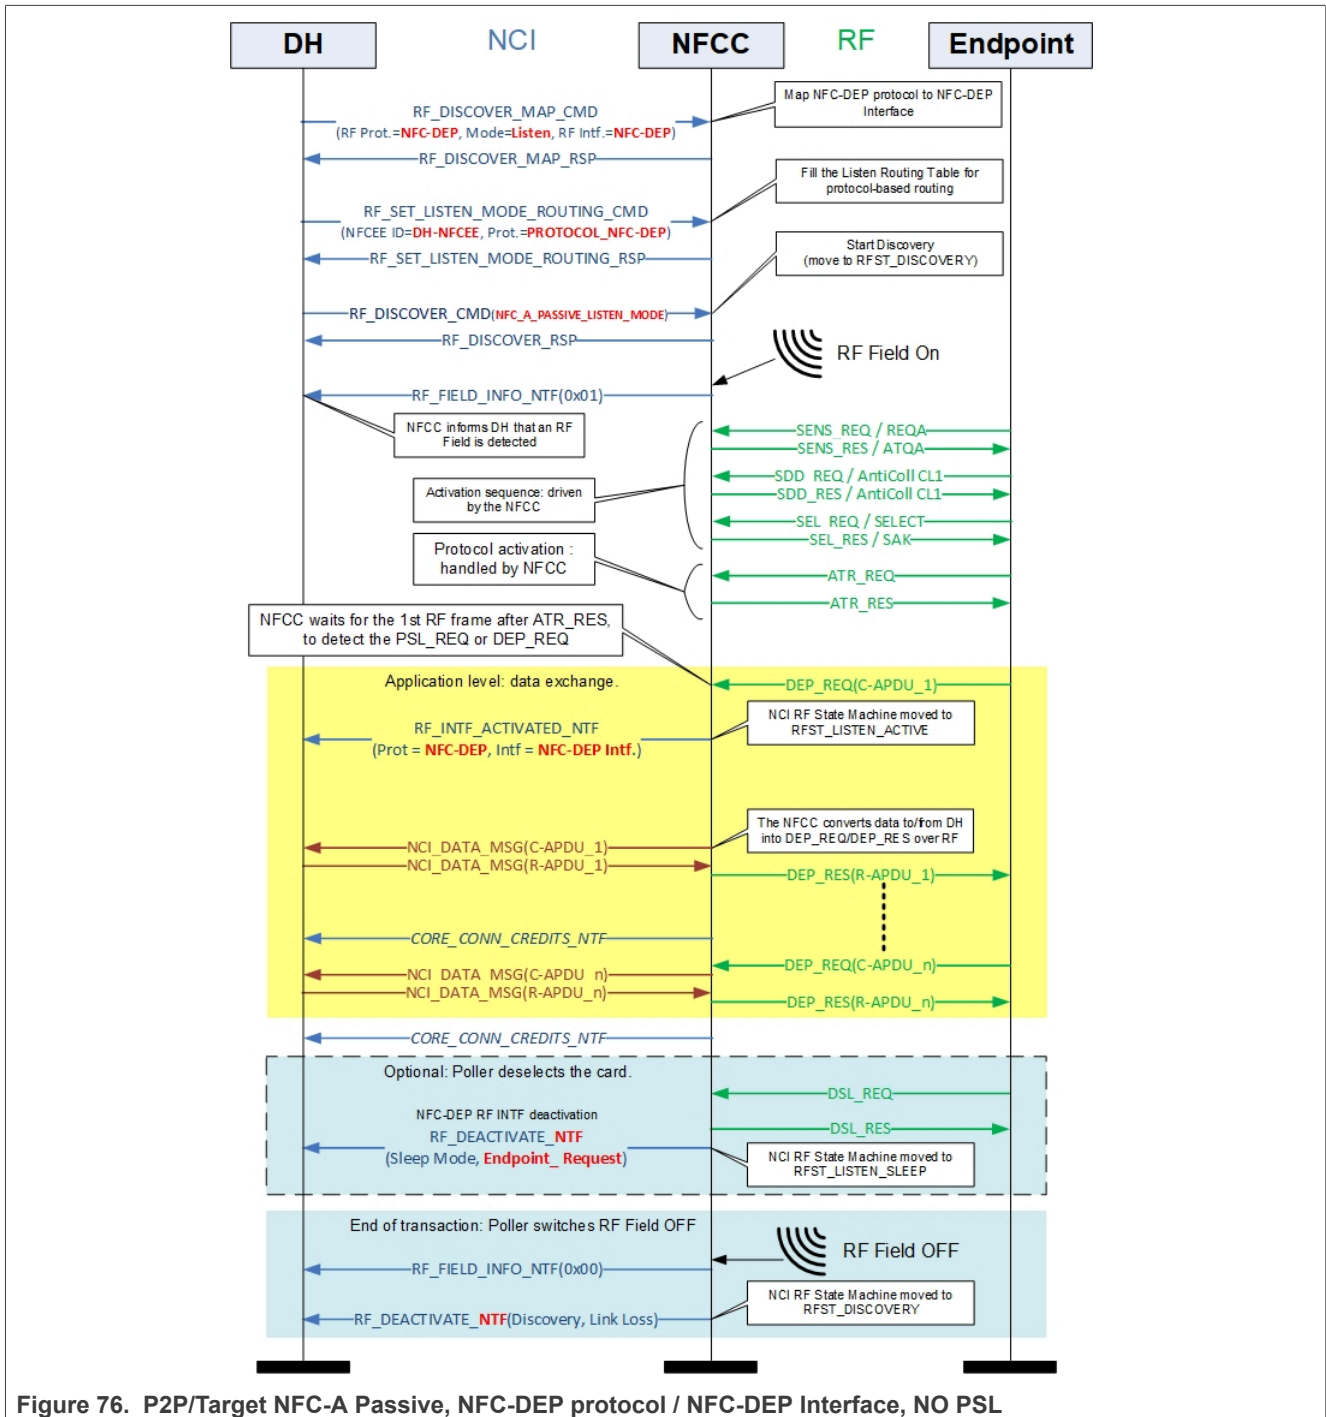 DH
NCI
NFCC
RF
Endpoint
Map NFC-DEP protocol to NFC-DEP
Interface
RF_DISCOVER_MAP_CMD
(RF Prot.=NFC-DEP, Mode=Listen, RF Intf.=NFC-DEP)
RF_DISCOVER_MAP_RSP
Fill the Listen Routing Table for
protocol-based routing
RF_SET_LISTEN_MODE_ROUTING_CMD
(NFCEE ID=DH-NFCEE, Prot.=PROTOCOL_NFC-DEP)
RF_SET_LISTEN_MODE_ROUTING_RSP
Start Discovery
(move to RFST_DISCOVERY)
RF_DISCOVER_CMD(NFC_A_PASSIVE_LISTEN_MODE)
RF_DISCOVER_RSP
RF Field On
RF_FIELD_INFO_NTF(0x01)
NFCC informs DH that an RF
Field is detected
SENS_REQ / REQA
SENS_RES / ATQA
SDD_REQ / AntiColl CL1
SDD_RES / AntiColl CL1
Activation sequence: driven
by the NFCC
SEL_REQ / SELECT
SEL_RES / SAK
Protocol activation :
handled by NFCC
ATR_REQ
ATR_RES
NFCC waits for the 1st RF frame after ATR_RES,
to detect the PSL_REQ or DEP_REQ
Application level: data exchange.
DEP_REQ(C-APDU_1)
NCI RF State Machine moved to
RFST_LISTEN_ACTIVE
RF_INTF_ACTIVATED_NTF
(Prot = NFC-DEP, Intf = NFC-DEP Intf.)
The NFCC converts data to/from DH
into DEP_REQ/DEP_RES over RF
NCI_DATA_MSG(C-APDU_1)
NCI_DATA_MSG(R-APDU_1)
DEP_RES(R-APDU_1)
CORE_CONN_CREDITS_NTF
DEP_REQ(C-APDU_n)
NCI_DATA_MSG(C-APDU_n)
NCI_DATA_MSG(R-APDU_n)
DEP_RES(R-APDU_n)
CORE_CONN_CREDITS_NTF
Optional: Poller deselects the card.
DSL_REQ
NFC-DEP RF INTF deactivation
DSL_RES
RF_DEACTIVATE_NTF
(Sleep Mode, Endpoint_ Request)
NCI RF State Machine moved to
RFST_LISTEN_SLEEP
End of transaction: Poller switches RF Field OFF
RF Field OFF
RF_FIELD_INFO_NTF(0x00)
NCI RF State Machine moved to
RFST_DISCOVERY
RF_DEACTIVATE_NTF(Discovery, Link Loss)
Figure 76. P2P/Target NFC-A Passive, NFC-DEP protocol / NFC-DEP Interface, NO PSL